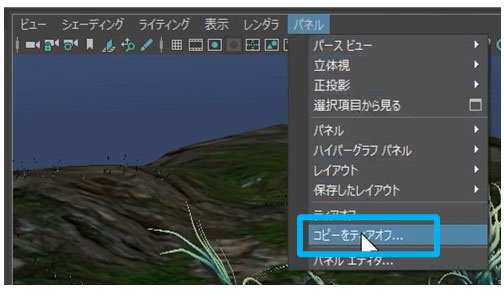 ビュー シェーディング ライティング 表示 レンダラ パネル
パース ビュー
立体視
正投影
選択項目から見る
パネル
ハイパーグラフ パネル
レイアウト
保存したレイアウト
ティアオフ...
コピーをティアオフ...
パネル エディタ...